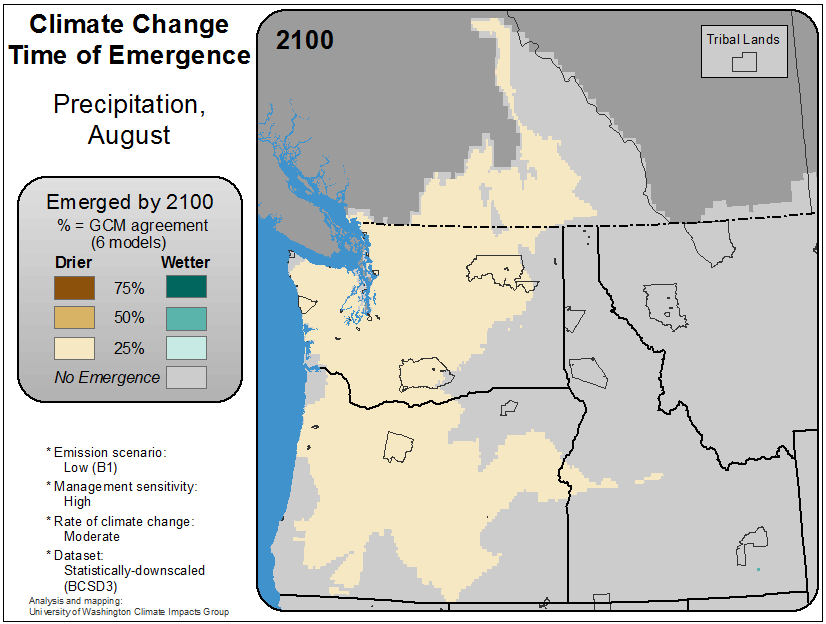 Climate Change
Time of Emergence
Precipitation,
August
Emerged by 2100
% = GCM agreement
(6 models)
Drier Wetter
75%
50%
25%
No Emergence
* Emission scenario:
Low (B1)
* Management sensitivity:
High
* Rate of climate change:
Moderate
* Dataset:
Statistically-downscaled
(BCSD3)
Analysis and mapping:
University of Washington Climate Impacts Group
2100
Tribal Lands